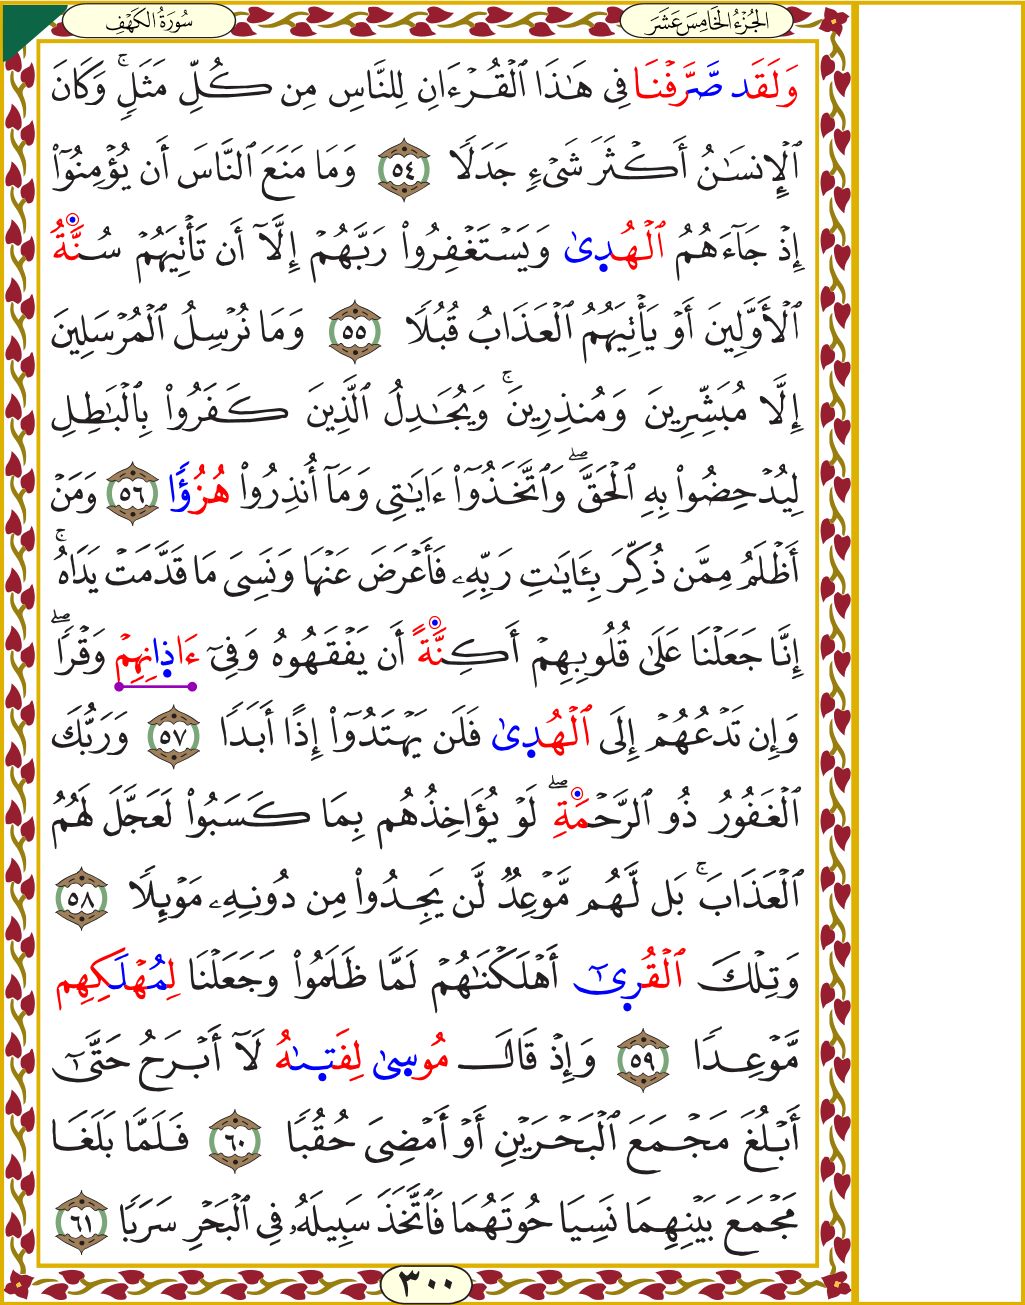 الجُزْءُ الخَامِسَ عَشَرَ
سُورَةُ الكَهْفِ
وَلَقَد صَّرَّفْنَا فِي هَٰذَا ٱلْقُرْءَانِ لِلنَّاسِ مِن كُلِّ مَثَلٖۚ وَكَانَ
ٱلْإِنسَٰنُ أَكْثَرَ شَيْءٖ جَدَلٗا ٥٤ وَمَا مَنَعَ ٱلنَّاسَ أَن يُؤْمِنُوٓا۟
إِذْ جَآءَهُمُ ٱلْهُدِىٰ وَيَسْتَغْفِرُوا۟ رَبَّهُمْ إِلَّآ أَن تَأْتِيَهُمْ سُنَّةُ
ٱلْأَوَّلِينَ أَوْ يَأْتِيَهُمُ ٱلْعَذَابُ قُبُلٗا ٥٥ وَمَا نُرْسِلُ ٱلْمُرْسَلِينَ
إِلَّا مُبَشِّرِينَ وَمُنذِرِينَۚ وَيُجَٰدِلُ ٱلَّذِينَ كَفَرُوا۟ بِٱلْبَٰطِلِ
لِيُدْحِضُوا۟ بِهِ ٱلْحَقَّۖ وَٱتَّخَذُوٓا۟ ءَايَٰتِي وَمَآ أُنذِرُوا۟ هُزُؤٗا ٥٦ وَمَنْ
أَظْلَمُ مِمَّن ذُكِّرَ بِـَٔايَٰتِ رَبِّهِۦ فَأَعْرَضَ عَنْهَا وَنَسِيَ مَا قَدَّمَتْ يَدَاهُۚ
إِنَّا جَعَلْنَا عَلَىٰ قُلُوبِهِمْ أَكِنَّةً أَن يَفْقَهُوهُ وَفِيٓ ءَاذِانِهِمْ وَقْرٗاۖ
وَإِن تَدْعُهُمْ إِلَى ٱلْهُدِىٰ فَلَن يَهْتَدُوٓا۟ إِذًا أَبَدٗا ٥٧ وَرَبُّكَ
ٱلْغَفُورُ ذُو ٱلرَّحْمَةِۖ لَوْ يُؤَاخِذُهُم بِمَا كَسَبُوا۟ لَعَجَّلَ لَهُمُ
ٱلْعَذَابَۚ بَل لَّهُم مَّوْعِدٞ لَّن يَجِدُوا۟ مِن دُونِهِۦ مَوْئِلٗا ٥٨
وَتِلْكَ ٱلْقُرِىٰٓ أَهْلَكْنَٰهُمْ لَمَّا ظَلَمُوا۟ وَجَعَلْنَا لِمُهْلَكِهِم
مَّوْعِدٗا ٥٩ وَإِذْ قَالَ مُوسِىٰ لِفَتِىٰهُ لَآ أَبْرَحُ حَتَّىٰٓ
أَبْلُغَ مَجْمَعَ ٱلْبَحْرَيْنِ أَوْ أَمْضِيَ حُقُبٗا ٦٠ فَلَمَّا بَلَغَا
مَجْمَعَ بَيْنِهِمَا نَسِيَا حُوتَهُمَا فَٱتَّخَذَ سَبِيلَهُۥ فِي ٱلْبَحْرِ سَرَبٗا ٦١
٣٠٠